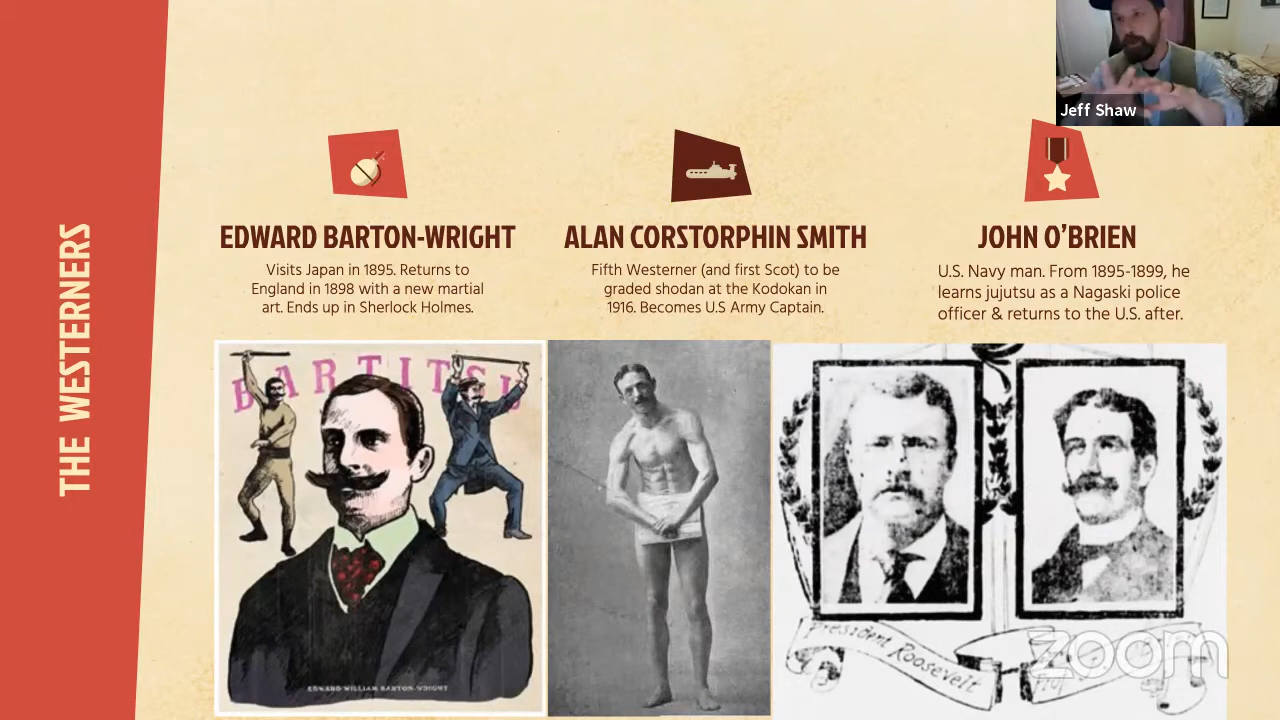 THE WESTERNERS
Jeff Shaw
EDWARD BARTON-WRIGHT
Visits Japan in 1895. Returns to
England in 1898 with a new martial
art. Ends up in Sherlock Holmes.
ALAN CORSTORPHIN SMITH
Fifth Westerner (and first Scot) to be
graded shodan at the Kodokan in
1916. Becomes U.S Army Captain.
JOHN O'BRIEN
U.S. Navy man. From 1895-1899, he
learns jujutsu as a Nagaski police
officer & returns to the U.S. after.
BARTITSU
EDWARD WILLIAM BARTON-WRIGHT
President Roosevelt
zoom